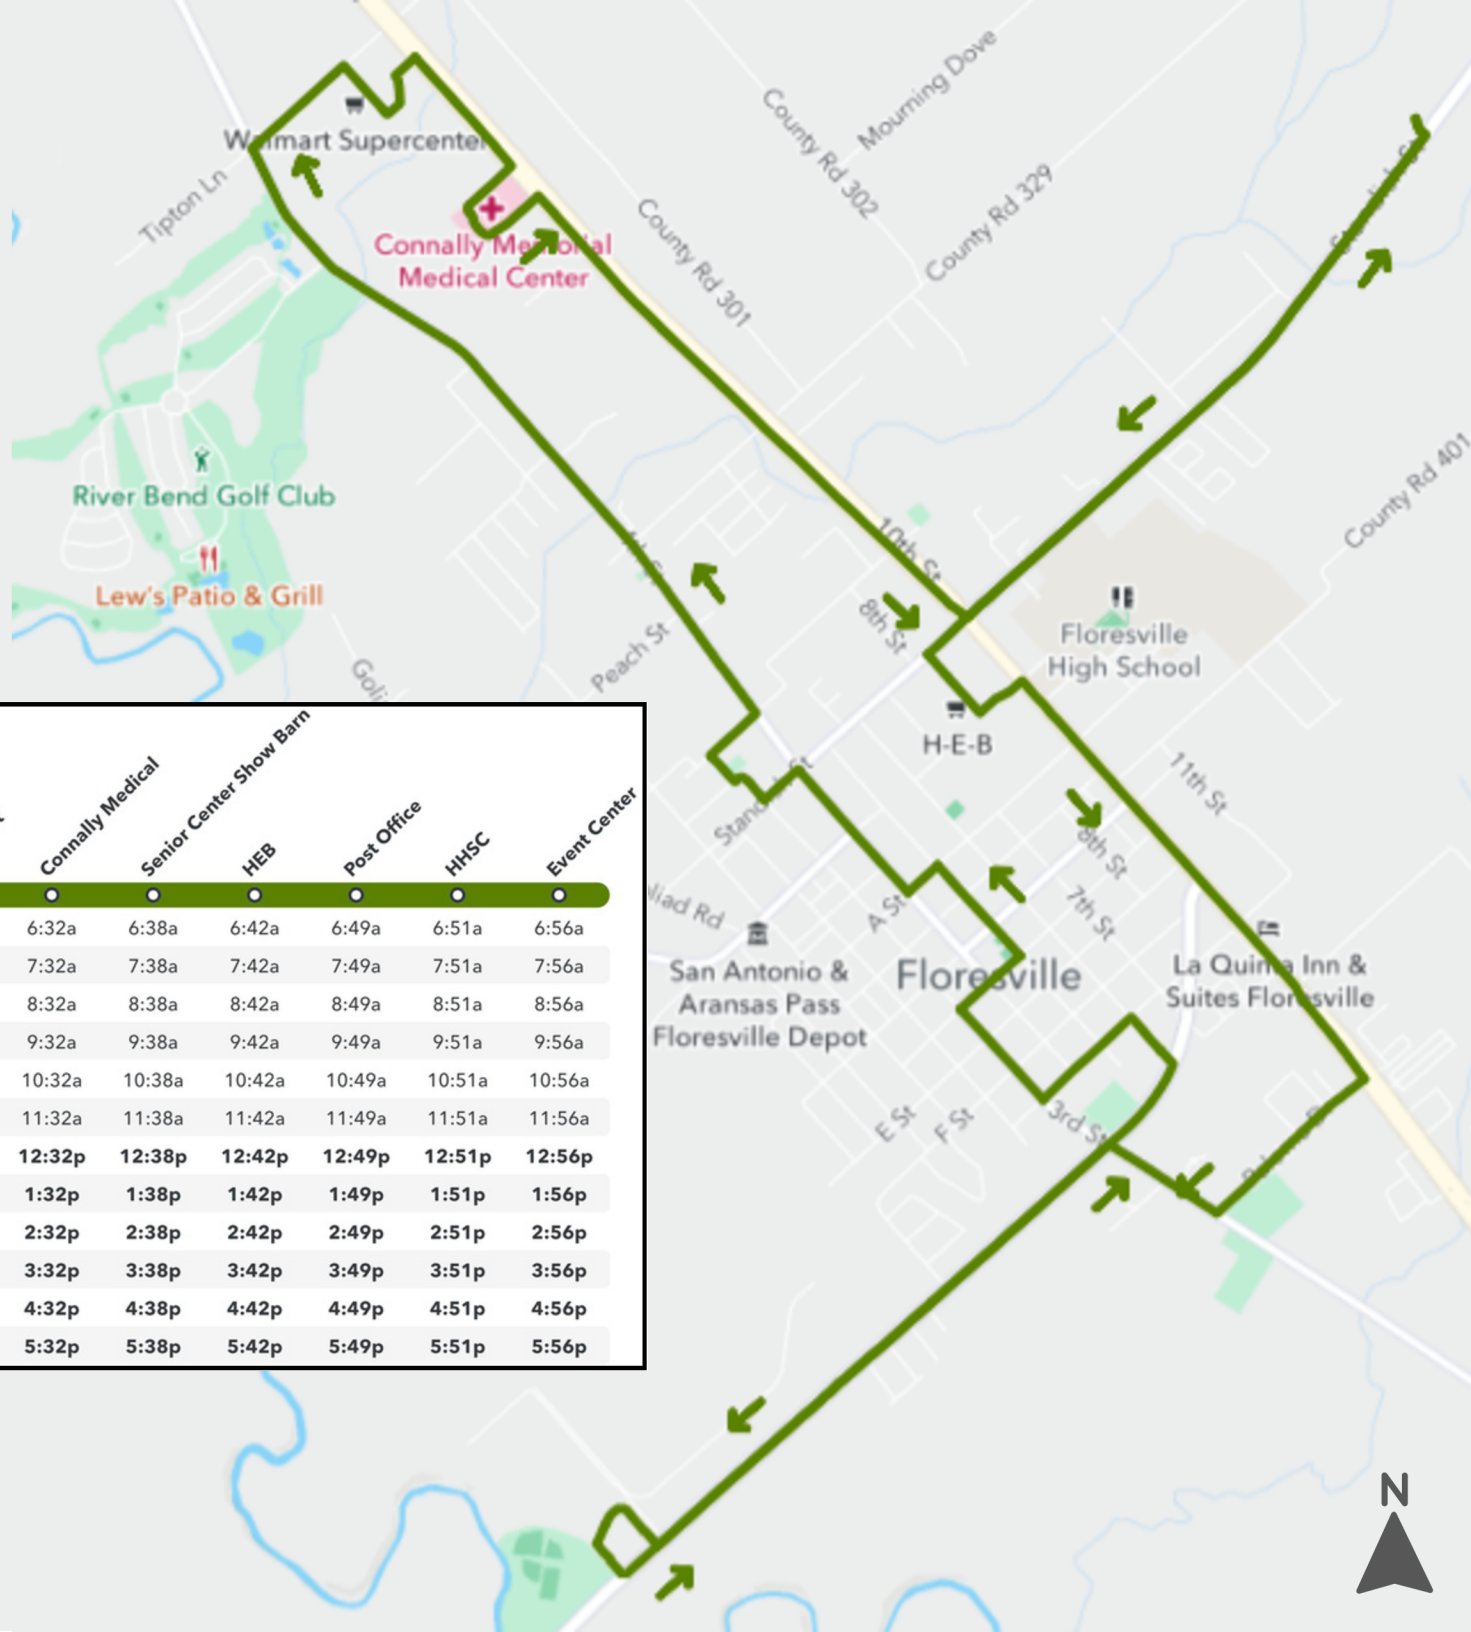 Mourning Dove
County Rd 302
County Rd 329
Walmart Supercenter
Tipton Ln
County Rd 301
Connally Memorial
Medical Center
County Rd 401
River Bend Golf Club
10th St
Lew's Patio & Grill
8th St
Floresville
High School
Peach St
H-E-B
11th St
8th St
7th St
A St
San Antonio &
Aransas Pass
Floresville Depot
Floresville
La Quinta Inn &
Suites Floresville
E St
F St
3rd St
Connally Medical
Senior Center Show Barn
HEB
Post Office
HHSC
Event Center
6:32a 6:38a 6:42a 6:49a 6:51a 6:56a
7:32a 7:38a 7:42a 7:49a 7:51a 7:56a
8:32a 8:38a 8:42a 8:49a 8:51a 8:56a
9:32a 9:38a 9:42a 9:49a 9:51a 9:56a
10:32a 10:38a 10:42a 10:49a 10:51a 10:56a
11:32a 11:38a 11:42a 11:49a 11:51a 11:56a
12:32p 12:38p 12:42p 12:49p 12:51p 12:56p
1:32p 1:38p 1:42p 1:49p 1:51p 1:56p
2:32p 2:38p 2:42p 2:49p 2:51p 2:56p
3:32p 3:38p 3:42p 3:49p 3:51p 3:56p
4:32p 4:38p 4:42p 4:49p 4:51p 4:56p
5:32p 5:38p 5:42p 5:49p 5:51p 5:56p
N